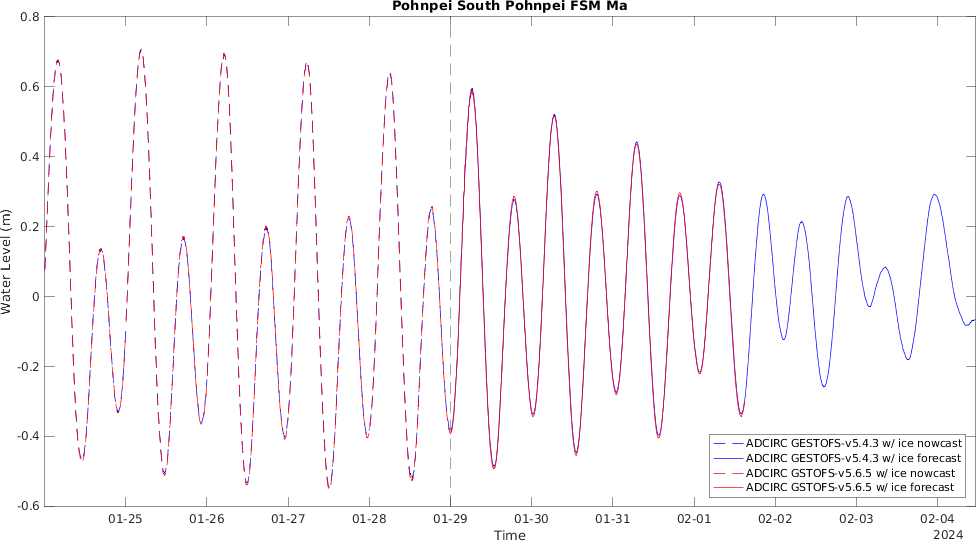 Pohnpei South Pohnpei FSM Ma
Water Level (m)
0.8
0.6
0.4
0.2
0
-0.2
-0.4
-0.6
01-25
01-26
01-27
01-28
01-29
01-30
01-31
02-01
02-02
02-03
02-04
2024
Time
ADCIRC GESTOFS-v5.4.3 w/ ice nowcast
ADCIRC GESTOFS-v5.4.3 w/ ice forecast
ADCIRC GSTOFS-v5.6.5 w/ ice nowcast
ADCIRC GSTOFS-v5.6.5 w/ ice forecast